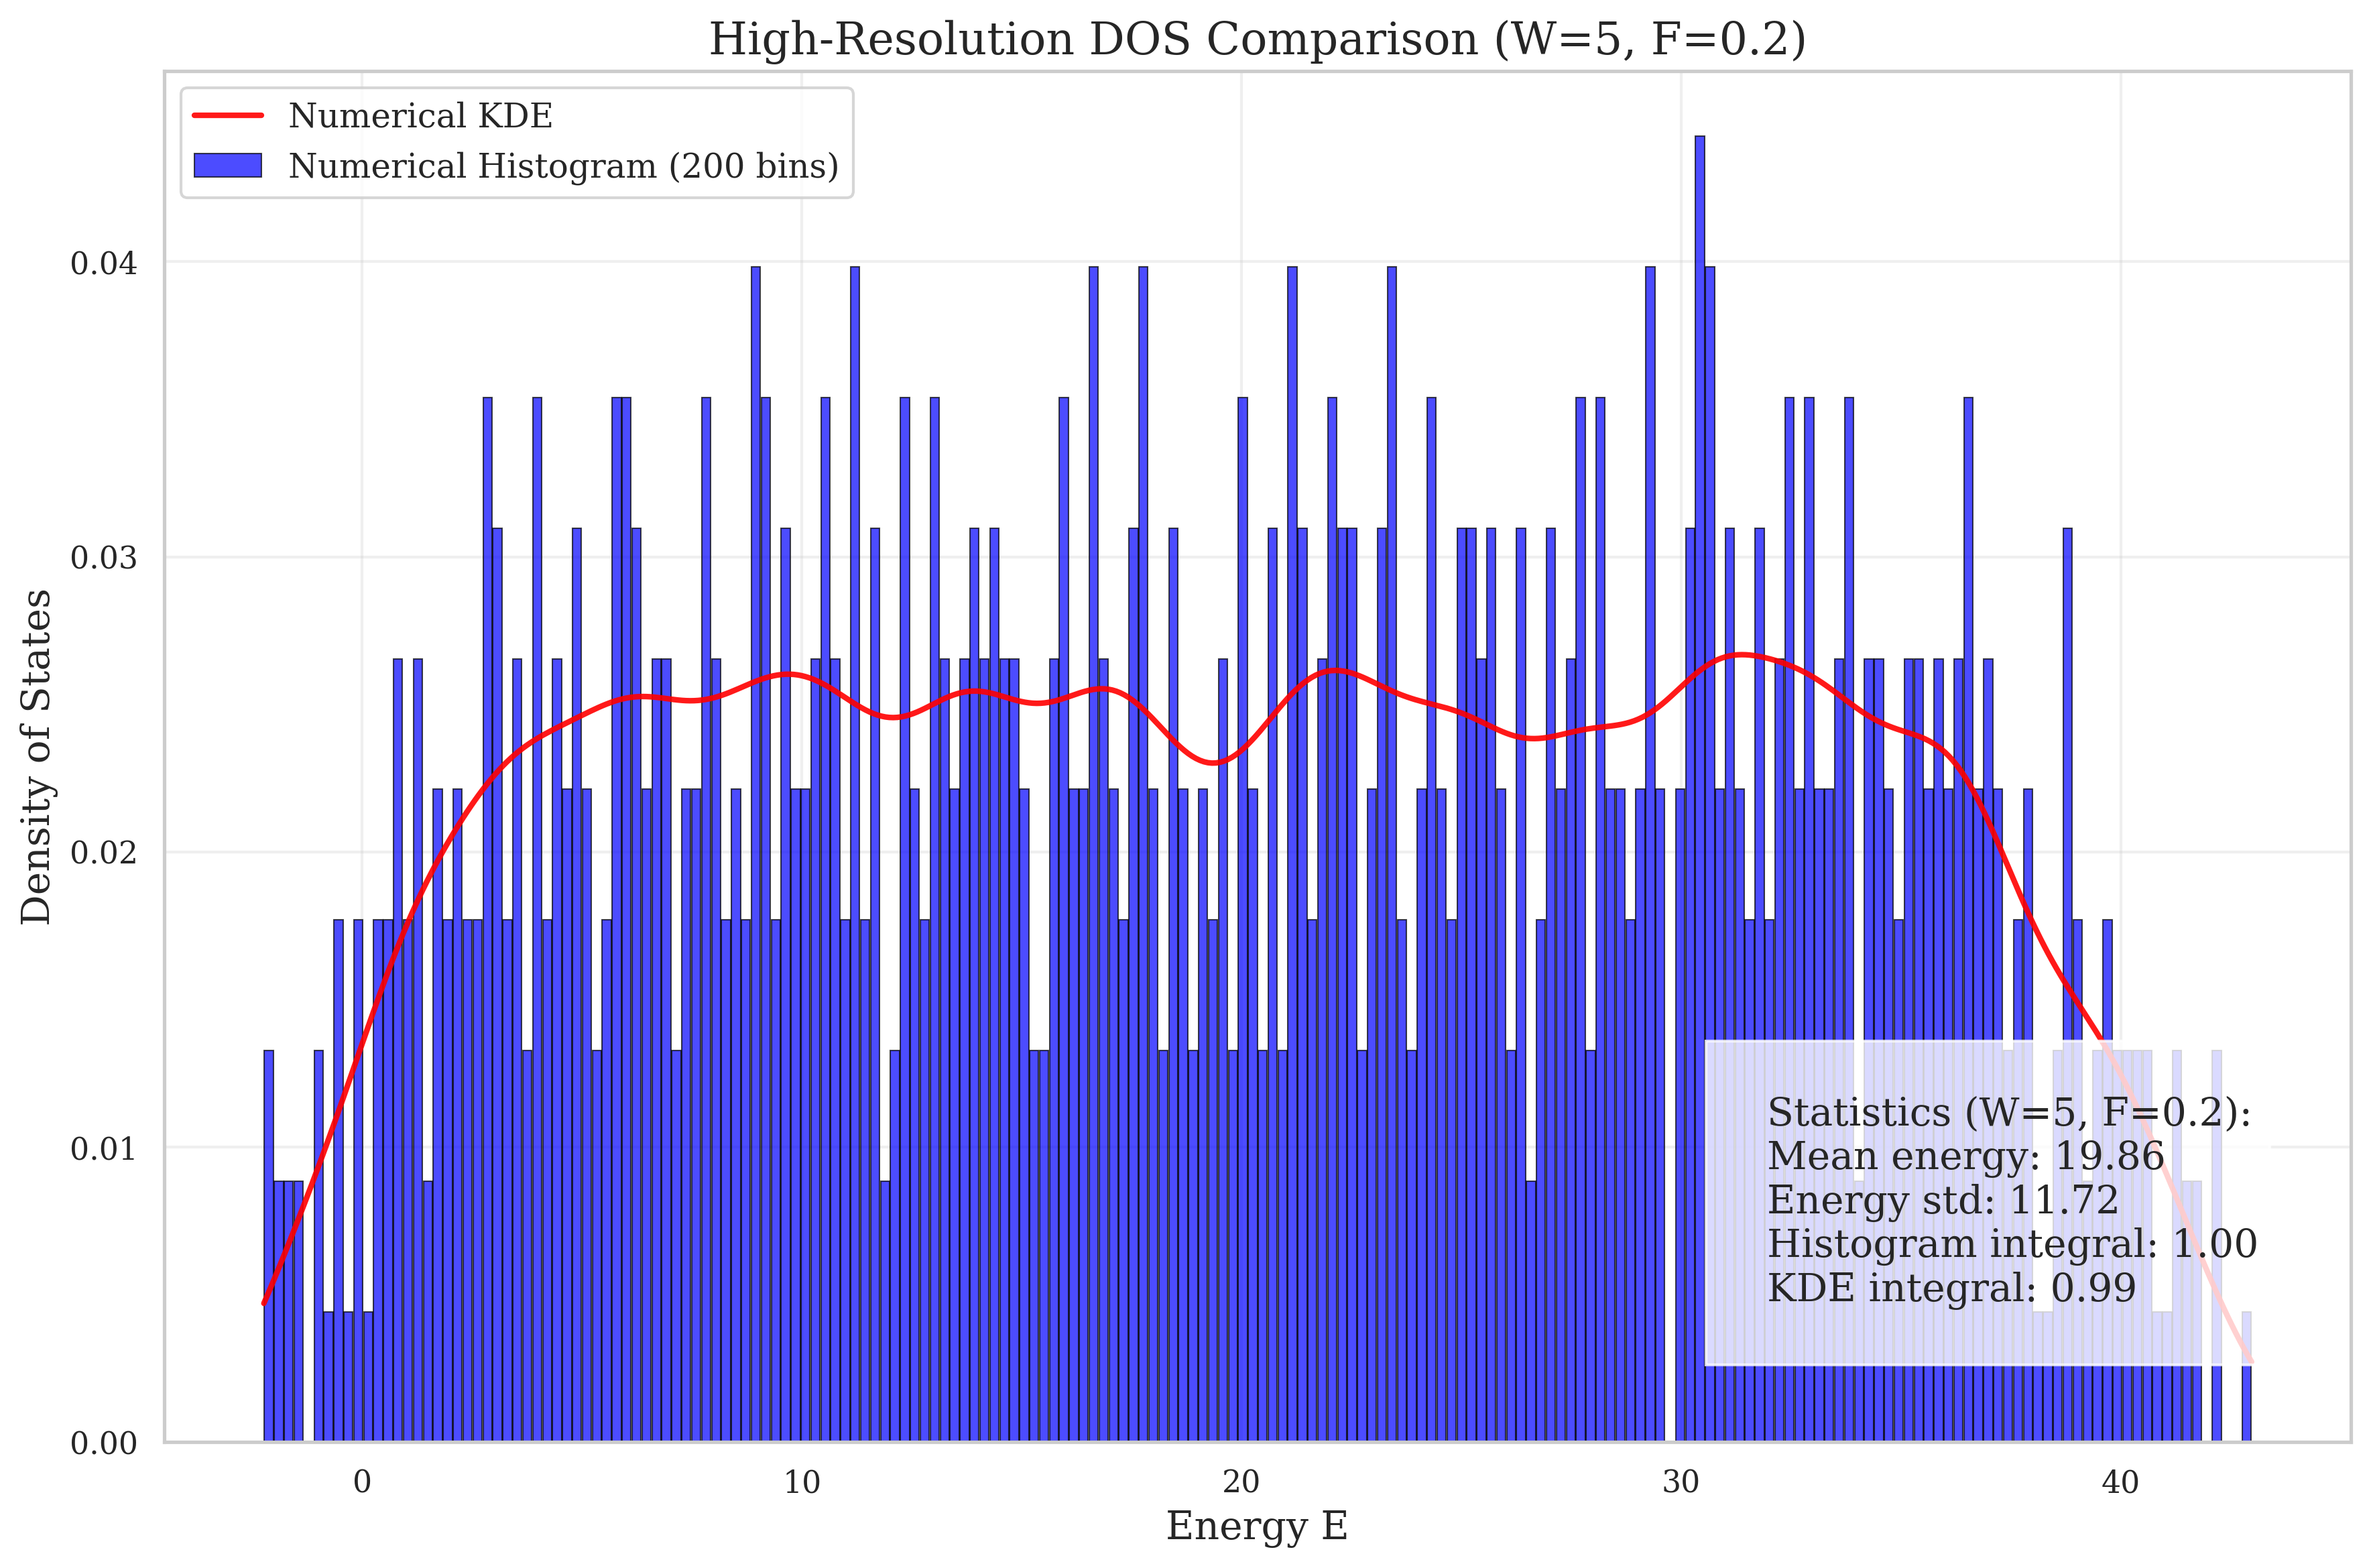 High-Resolution DOS Comparison (W=5, F=0.2)
Numerical KDE
Numerical Histogram (200 bins)
Density of States
0.04
0.03
0.02
0.01
0.00
Statistics (W=5, F=0.2):
Mean energy: 19.86
Energy std: 11.72
Histogram integral: 1.00
KDE integral: 0.99
0
10
20
30
40
Energy E